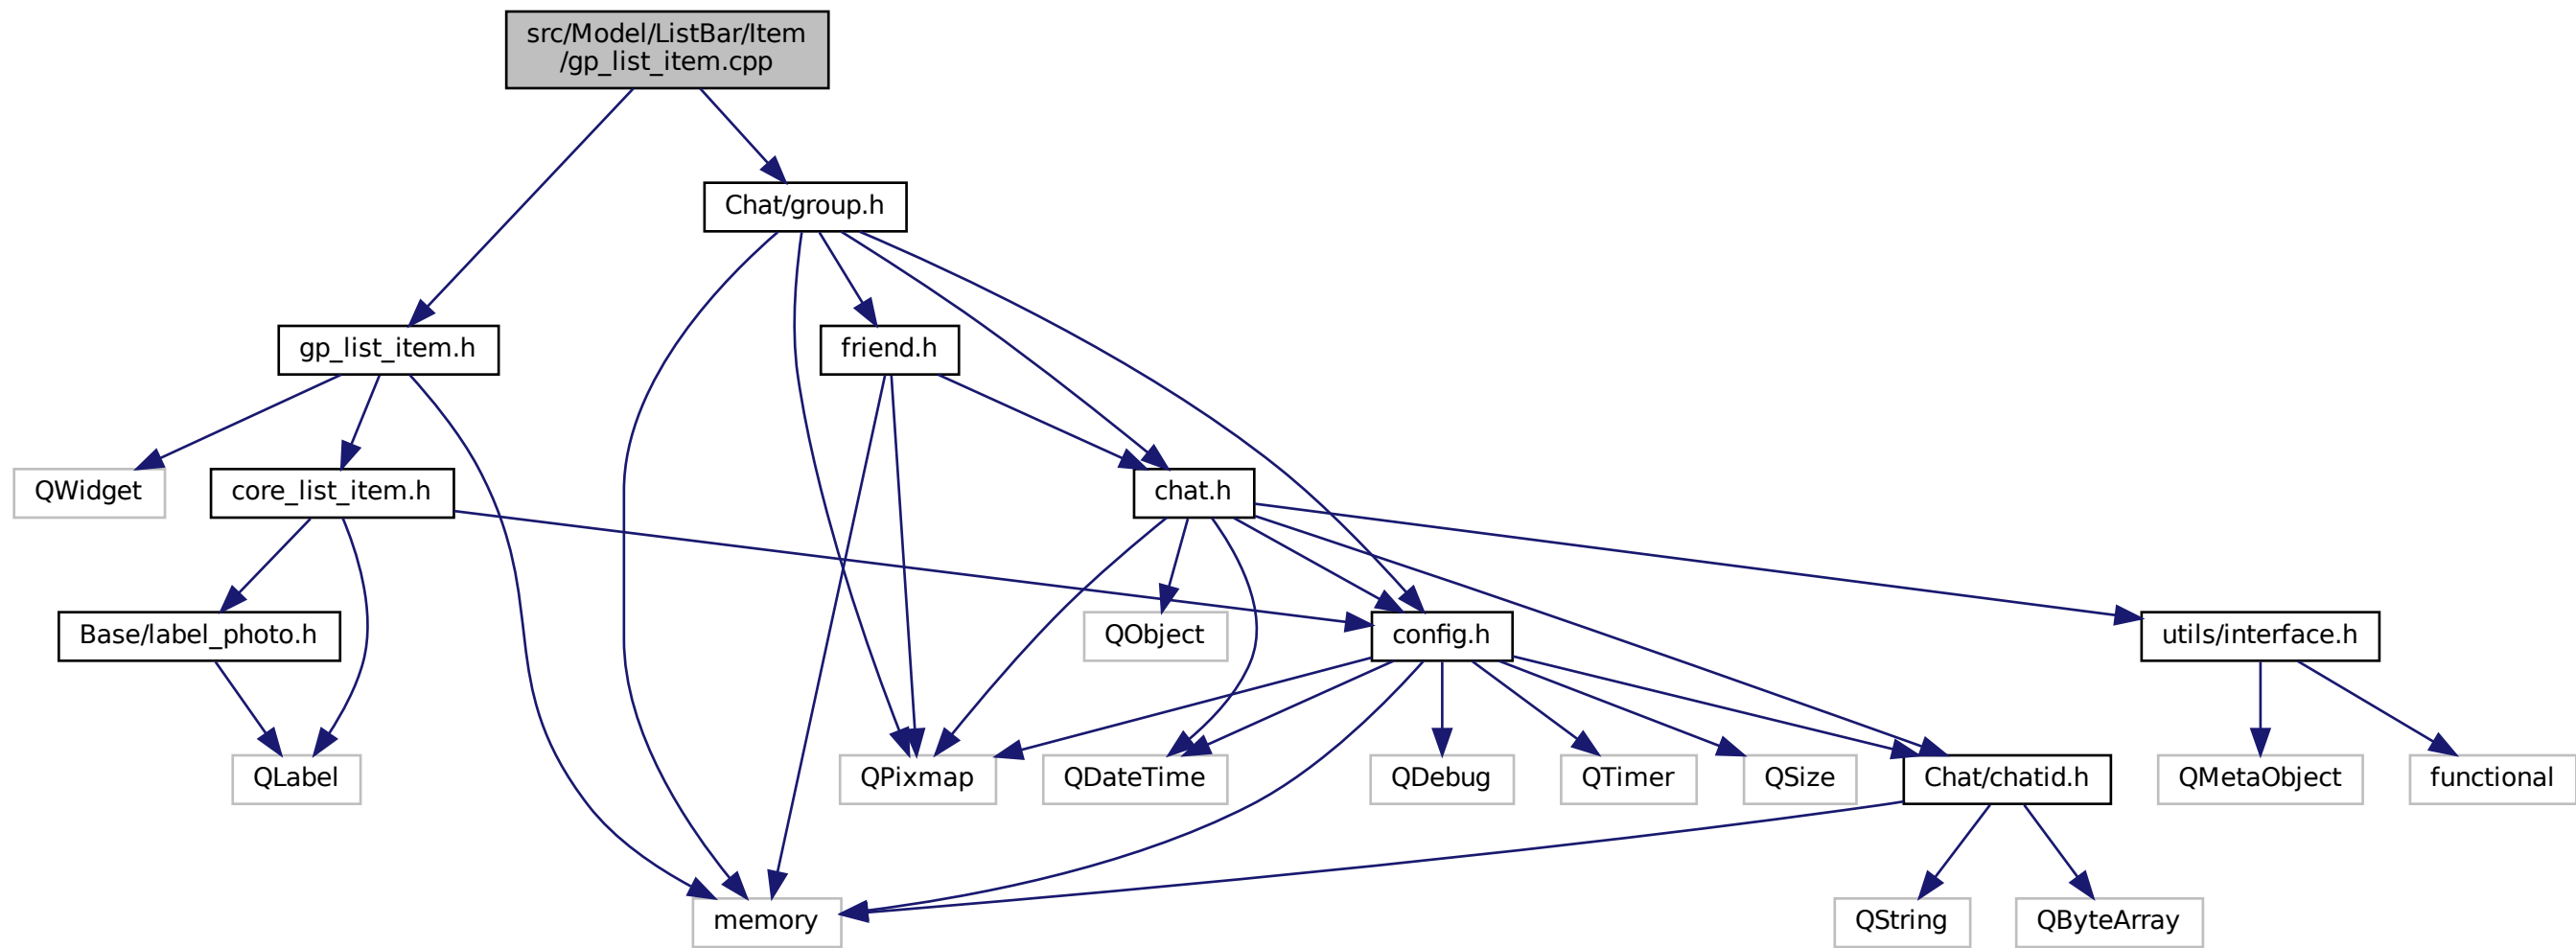 src/Model/ListBar/Item
/gp_list_item.cpp
Chat/group.h
gp_list_item.h
friend.h
QWidget
core_list_item.h
chat.h
Base/label_photo.h
QObject
config.h
utils/interface.h
QLabel
QPixmap
QDateTime
QDebug
QTimer
QSize
Chat/chatid.h
QMetaObject
functional
memory
QString
QByteArray